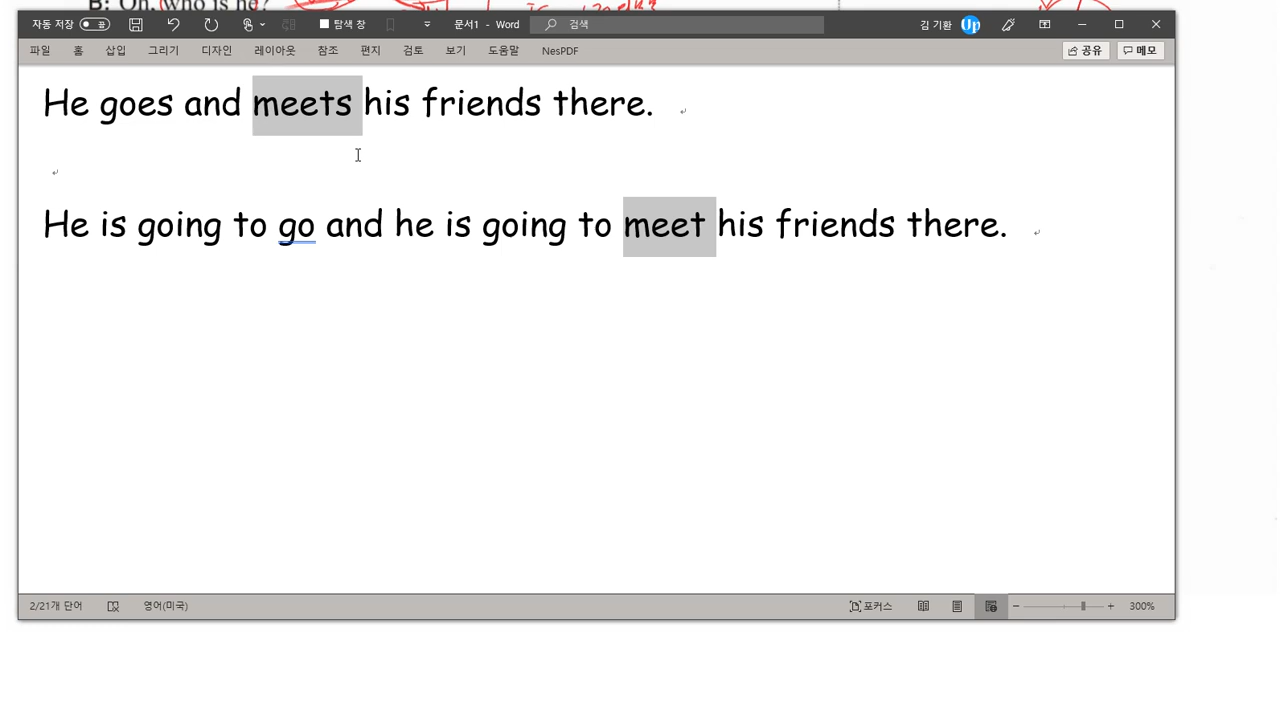 B: Oh, who is he?
자동 저장 끔 탐색 창 문서1 - Word 검색 김 기환 Up
파일 홈 삽입 그리기 디자인 레이아웃 참조 편지 검토 보기 도움말 NesPDF 공유 메모
He goes and meets his friends there.
He is going to go and he is going to meet his friends there.
2/21개 단어 영어(미국) 포커스 300%